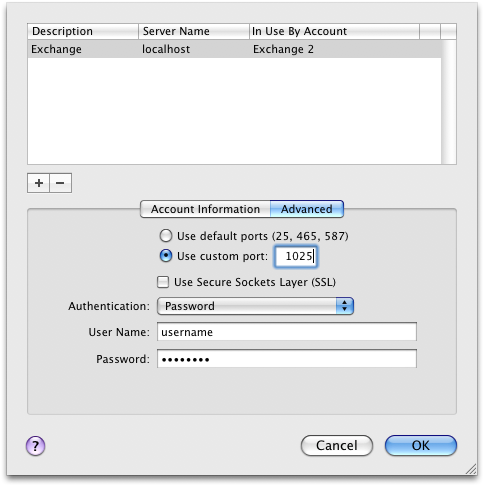 Description Server Name In Use By Account
Exchange localhost Exchange 2
+ −
Account Information Advanced
Use default ports (25, 465, 587)
Use custom port: 1025
Use Secure Sockets Layer (SSL)
Authentication: Password
User Name: username
Password: ••••••••
? Cancel OK